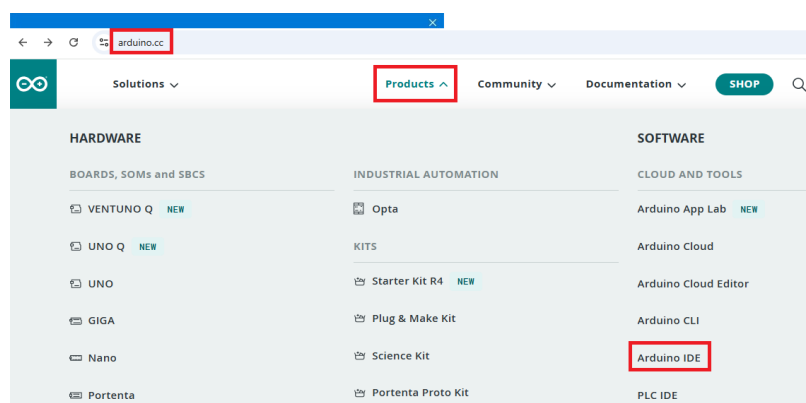 arduino.cc
Solutions
Products
Community
Documentation
SHOP
HARDWARE
BOARDS, SOMs and SBCS
VENTUNO Q NEW
UNO Q NEW
UNO
GIGA
Nano
Portenta
INDUSTRIAL AUTOMATION
Opta
KITS
Starter Kit R4 NEW
Plug & Make Kit
Science Kit
Portenta Proto Kit
SOFTWARE
CLOUD AND TOOLS
Arduino App Lab NEW
Arduino Cloud
Arduino Cloud Editor
Arduino CLI
Arduino IDE
PLC IDE